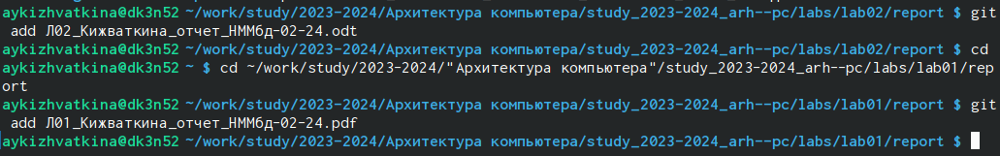 aykizhvatkina@dk3n52 ~/work/study/2023-2024/Архитектура компьютера/study_2023-2024_arh--pc/labs/lab02/report $ git
 add Л02_Кижваткина_отчет_НММбд-02-24.odt
aykizhvatkina@dk3n52 ~/work/study/2023-2024/Архитектура компьютера/study_2023-2024_arh--pc/labs/lab02/report $ cd
aykizhvatkina@dk3n52 ~ $ cd ~/work/study/2023-2024/"Архитектура компьютера"/study_2023-2024_arh--pc/labs/lab01/rep
ort
aykizhvatkina@dk3n52 ~/work/study/2023-2024/Архитектура компьютера/study_2023-2024_arh--pc/labs/lab01/report $ git
 add Л01_Кижваткина_отчет_НММбд-02-24.pdf
aykizhvatkina@dk3n52 ~/work/study/2023-2024/Архитектура компьютера/study_2023-2024_arh--pc/labs/lab01/report $